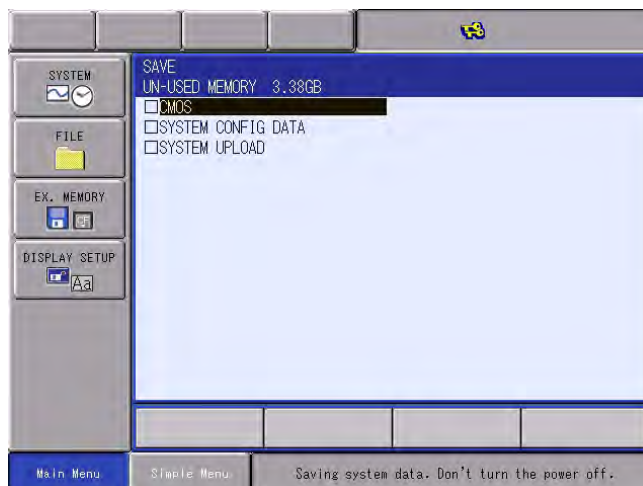 SYSTEM
FILE
EX. MEMORY
CF
DISPLAY SETUP
Aa
SAVE
UN-USED MEMORY 3.38GB
CMOS
SYSTEM CONFIG DATA
SYSTEM UPLOAD
Main Menu
Simple Menu
Saving system data. Don't turn the power off.